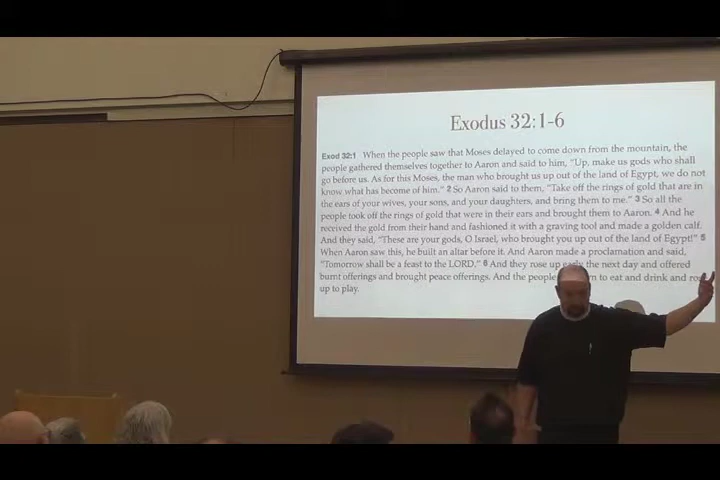 Exodus 32:1-6
Exod 32:1 When the people saw that Moses delayed to come down from the mountain, the
people gathered themselves together to Aaron and said to him, “Up, make us gods who shall
go before us. As for this Moses, the man who brought us up out of the land of Egypt, we do not
know what has become of him.” 2 So Aaron said to them, “Take off the rings of gold that are in
the ears of your wives, your sons, and your daughters, and bring them to me.” 3 So all the
people took off the rings of gold that were in their ears and brought them to Aaron. 4 And he
received the gold from their hand and fashioned it with a graving tool and made a golden calf.
And they said, “These are your gods, O Israel, who brought you up out of the land of Egypt!” 5
When Aaron saw this, he built an altar before it. And Aaron made a proclamation and said,
“Tomorrow shall be a feast to the LORD.” 6 And they rose up early the next day and offered
burnt offerings and brought peace offerings. And the people to eat and drink and
up to play.